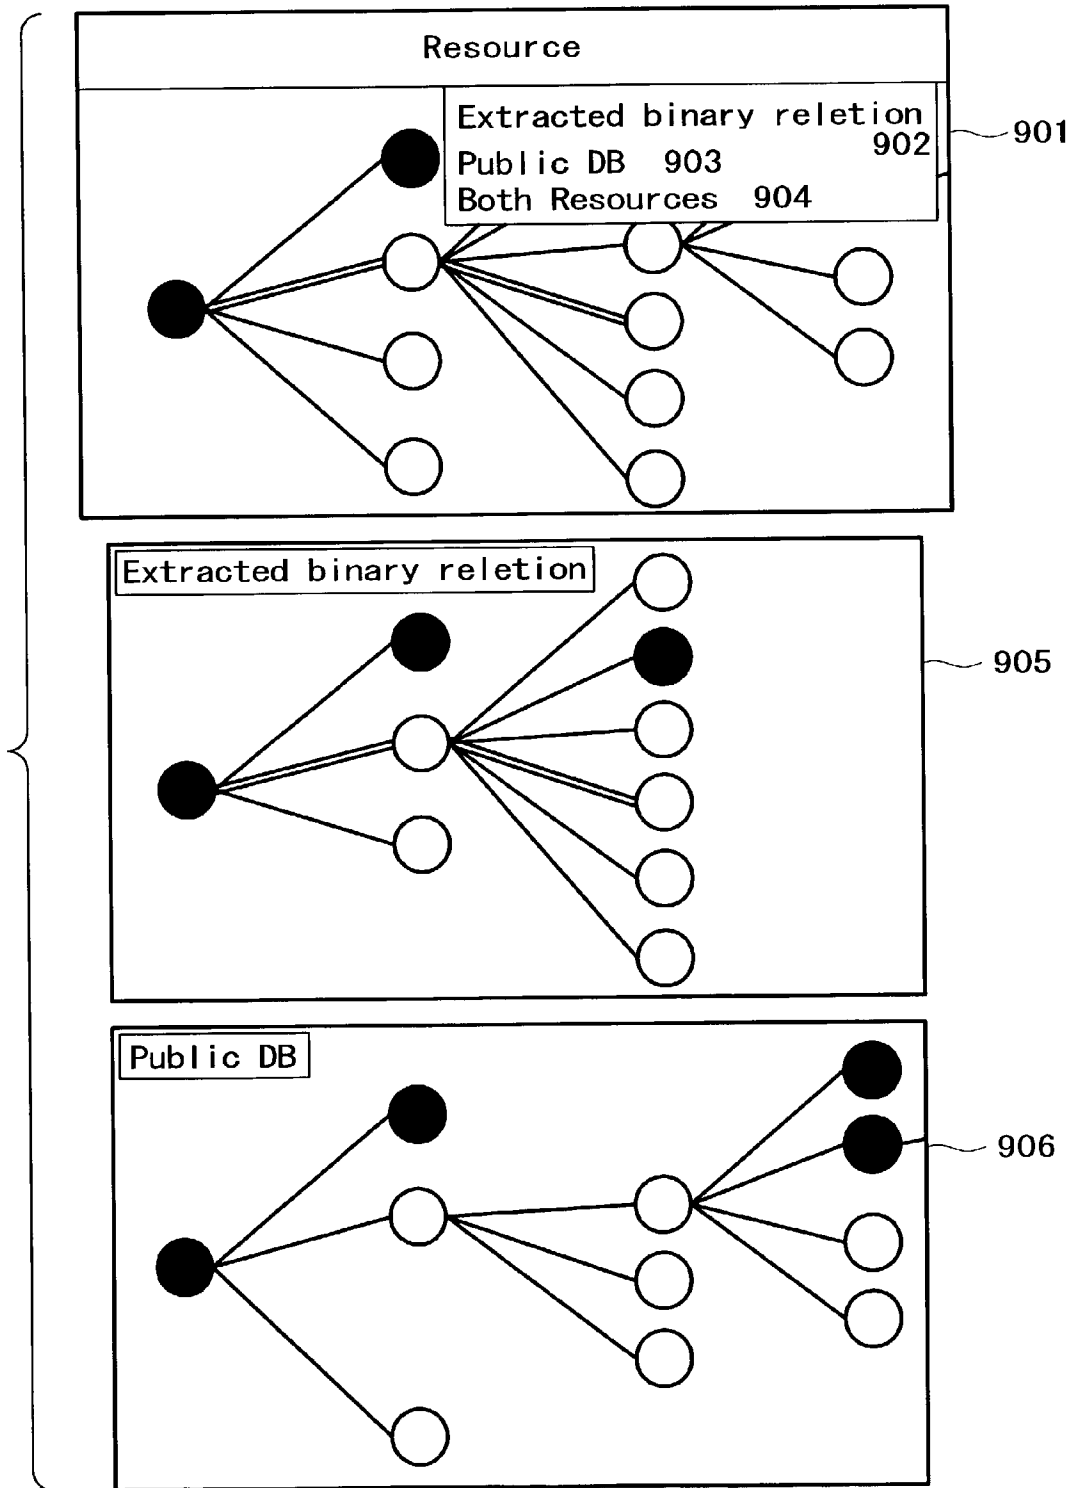 Resource
Extracted binary reletion
902
Public DB 903
Both Resources 904
901
Extracted binary reletion
905
Public DB
906